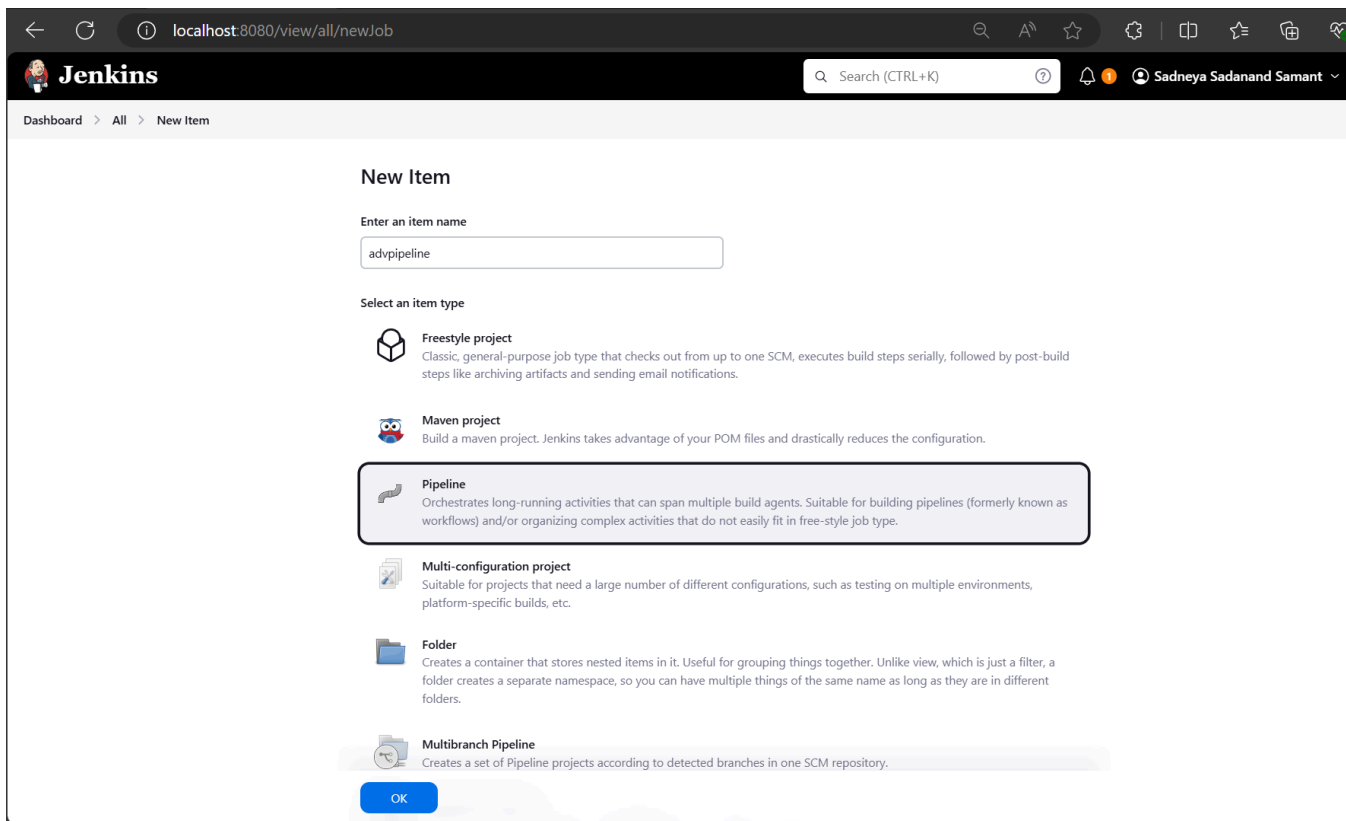 localhost:8080/view/all/newJob
Jenkins
Search (CTRL+K)
1
Sadneya Sadanand Samant
Dashboard > All > New Item
New Item
Enter an item name
advpipeline
Select an item type
Freestyle project
Classic, general-purpose job type that checks out from up to one SCM, executes build steps serially, followed by post-build
steps like archiving artifacts and sending email notifications.
Maven project
Build a maven project. Jenkins takes advantage of your POM files and drastically reduces the configuration.
Pipeline
Orchestrates long-running activities that can span multiple build agents. Suitable for building pipelines (formerly known as
workflows) and/or organizing complex activities that do not easily fit in free-style job type.
Multi-configuration project
Suitable for projects that need a large number of different configurations, such as testing on multiple environments,
platform-specific builds, etc.
Folder
Creates a container that stores nested items in it. Useful for grouping things together. Unlike view, which is just a filter, a
folder creates a separate namespace, so you can have multiple things of the same name as long as they are in different
folders.
Multibranch Pipeline
Creates a set of Pipeline projects according to detected branches in one SCM repository.
OK